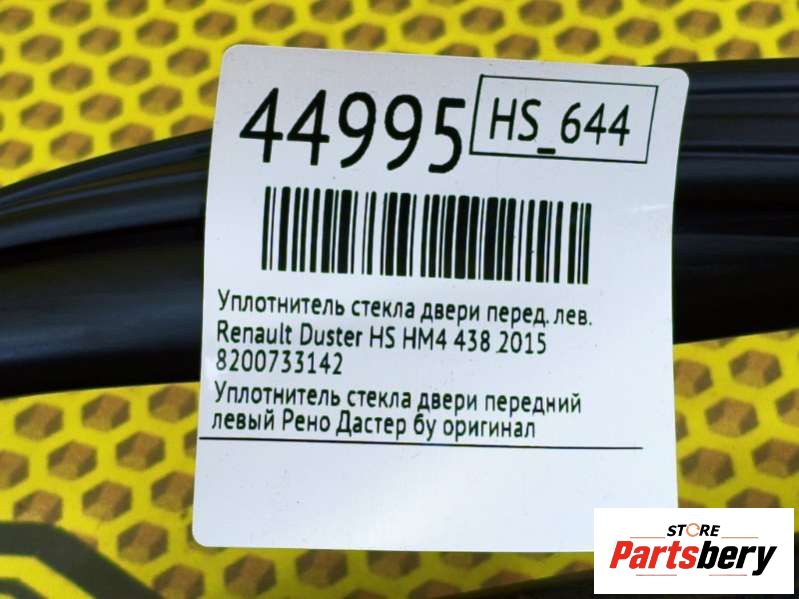 44995
HS_644
Уплотнитель стекла двери перед. лев.
Renault Duster HS HM4 438 2015
8200733142
Уплотнитель стекла двери передний
левый Рено Дастер бу оригинал
STORE
Partsbery